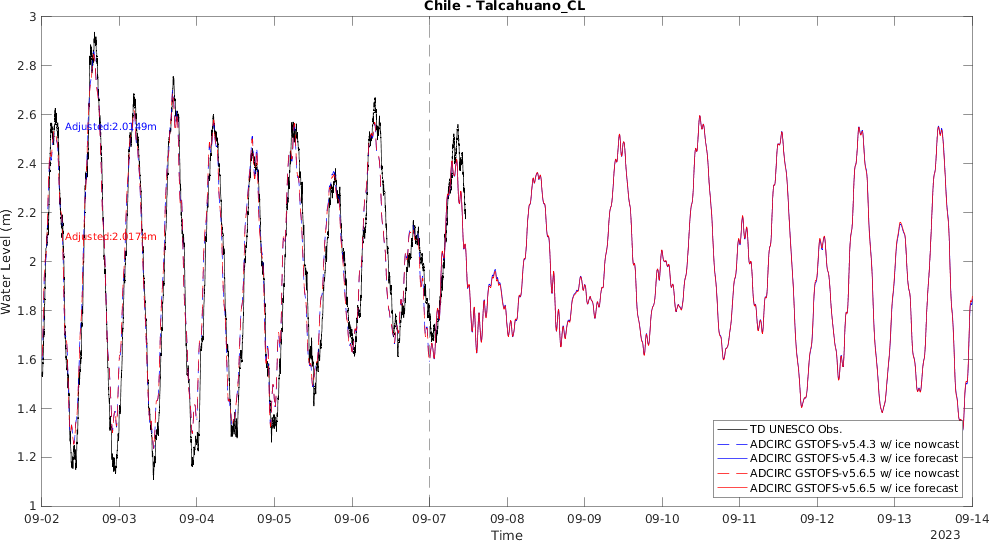 Chile - Talcahuano_CL
3
2.8
2.6
2.4
2.2
2
1.8
1.6
1.4
1.2
1
Water Level (m)
Adjusted:2.0149m
Adjusted:2.0174m
TD UNESCO Obs.
ADCIRC GSTOFS-v5.4.3 w/ ice nowcast
ADCIRC GSTOFS-v5.4.3 w/ ice forecast
ADCIRC GSTOFS-v5.6.5 w/ ice nowcast
ADCIRC GSTOFS-v5.6.5 w/ ice forecast
09-02 09-03 09-04 09-05 09-06 09-07 09-08 09-09 09-10 09-11 09-12 09-13 09-14
Time
2023